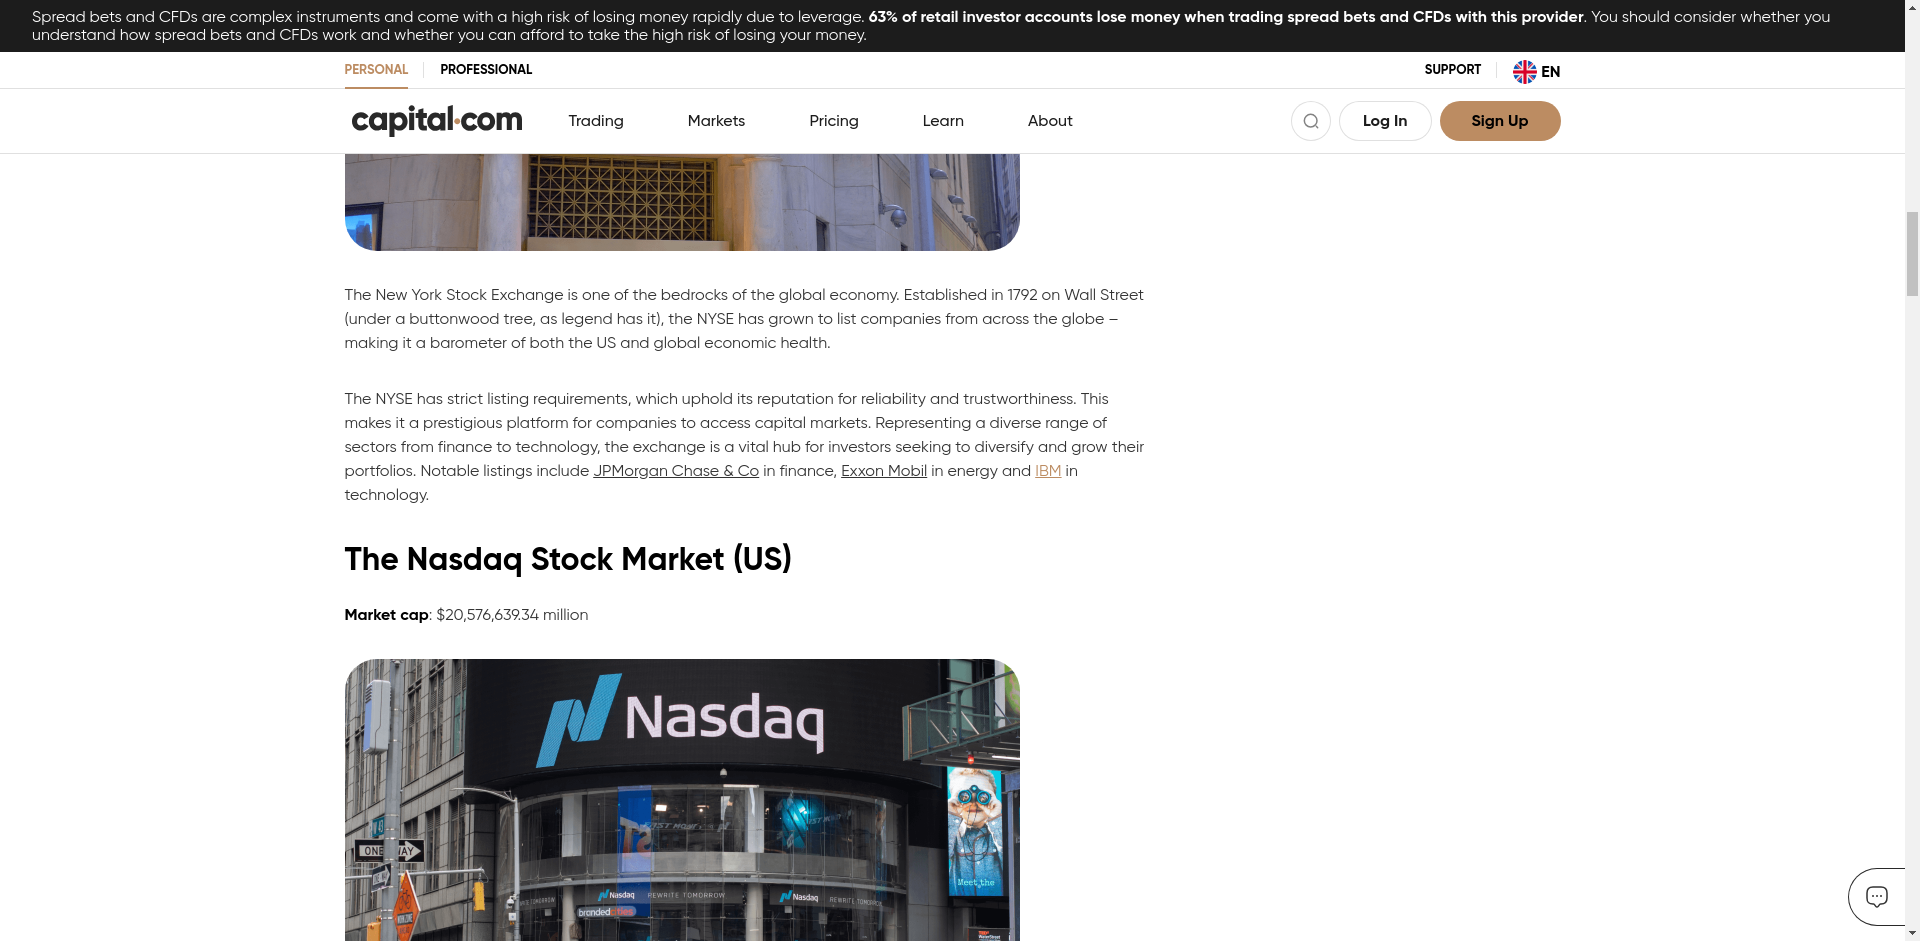 Spread bets and CFDs are complex instruments and come with a high risk of losing money rapidly due to leverage. 63% of retail investor accounts lose money when trading spread bets and CFDs with this provider. You should consider whether you
understand how spread bets and CFDs work and whether you can afford to take the high risk of losing your money.
PERSONAL PROFESSIONAL SUPPORT EN
capital.com Trading Markets Pricing Learn About Log In Sign Up
The New York Stock Exchange is one of the bedrocks of the global economy. Established in 1792 on Wall Street
(under a buttonwood tree, as legend has it), the NYSE has grown to list companies from across the globe –
making it a barometer of both the US and global economic health.
The NYSE has strict listing requirements, which uphold its reputation for reliability and trustworthiness. This
makes it a prestigious platform for companies to access capital markets. Representing a diverse range of
sectors from finance to technology, the exchange is a vital hub for investors seeking to diversify and grow their
portfolios. Notable listings include JPMorgan Chase & Co in finance, Exxon Mobil in energy and IBM in
technology.
The Nasdaq Stock Market (US)
Market cap: $20,576,639.34 million
Nasdaq
ONE WAY
Meet the
Nasdaq REWRITE TOMORROW Nasdaq REWRITE TOMORROW
brandedcities